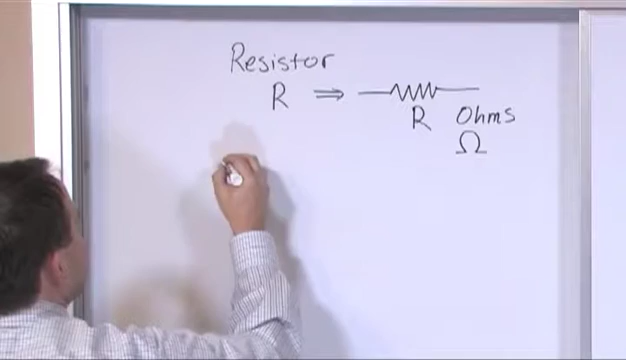 Resistor
R ⇒
R Ohms
Ω